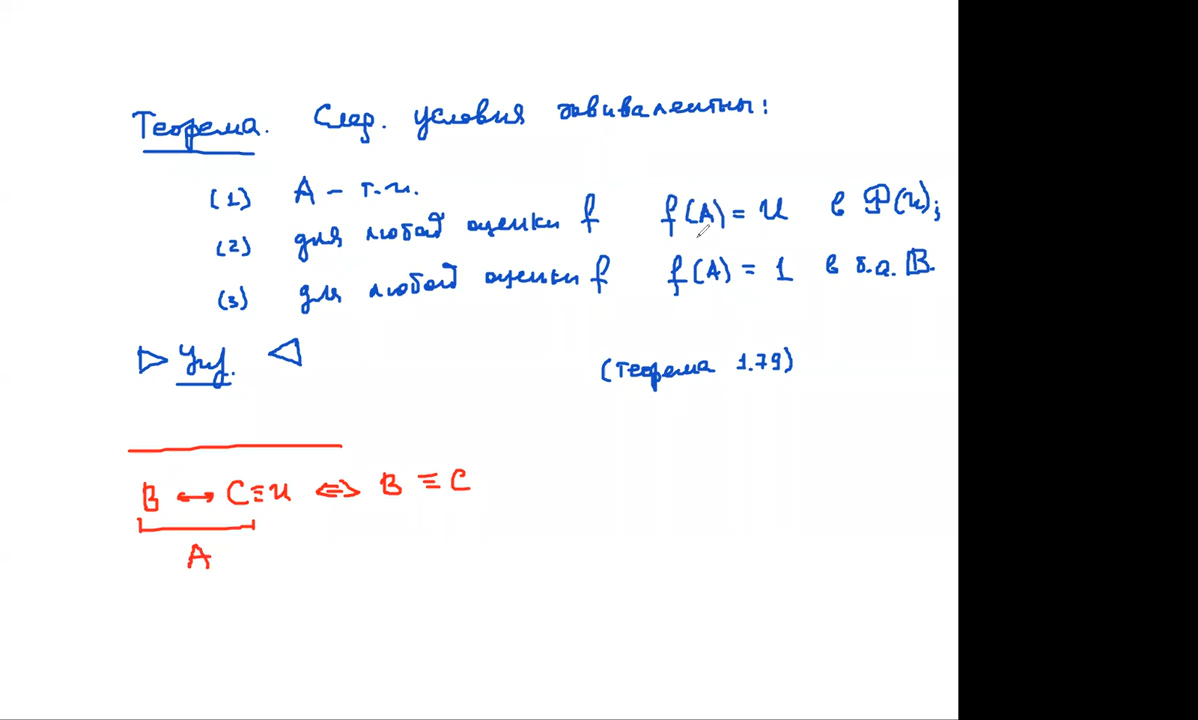 Теорема. След. условия эквивалентны:
(1) A – т.и.
(2) для любой оценки f f(A) = U в P(U);
(3) для любой оценки f f(A) = 1 в б.а. B.
▷ Упр. ◁ (Теорема 1.79)
B ↔ C ≡ И ⇔ B ≡ C
A